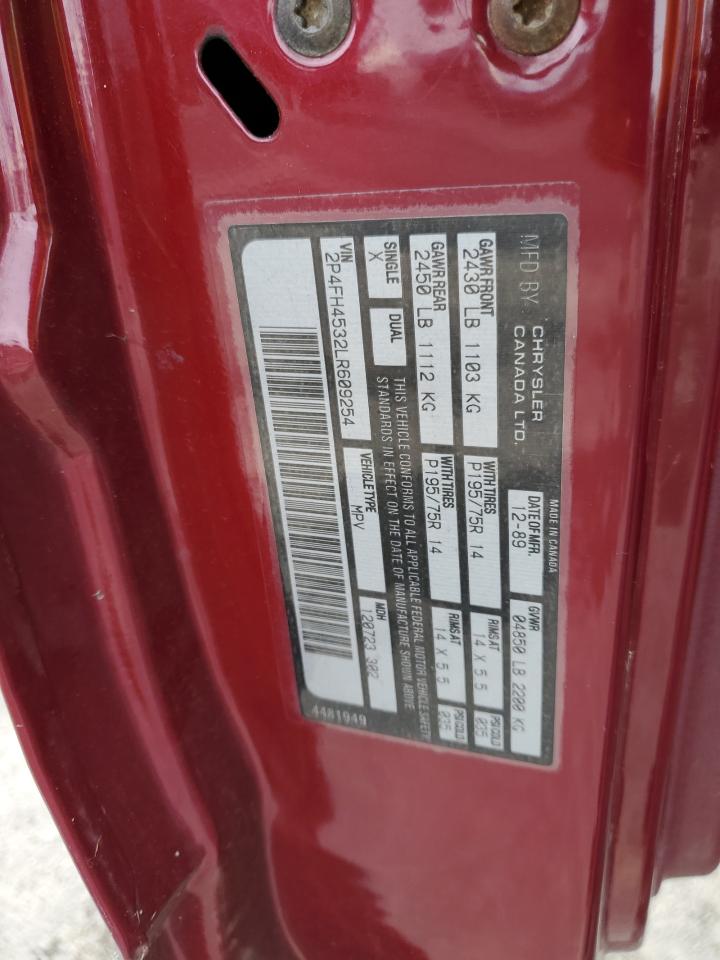 MADE IN CANADA
MFD BY CHRYSLER CANADA LTD.
DATE OF MFR.
12-89
GVWR
04850 LB 2200 KG
GAWR FRONT
2430 LB 1103 KG
WITH TIRES
P195/75R 14
RIMS AT
14 X 5.5
PSI COLD
035
GAWR REAR
2450 LB 1112 KG
WITH TIRES
P195/75R 14
RIMS AT
14 X 5.5
PSI COLD
035
THIS VEHICLE CONFORMS TO ALL APPLICABLE FEDERAL MOTOR VEHICLE SAFETY
STANDARDS IN EFFECT ON THE DATE OF MANUFACTURE SHOWN ABOVE
SINGLE
X
DUAL
VIN
2P4FH4532LR609254
VEHICLE TYPE
MPV
MDH
120723 302
4481949